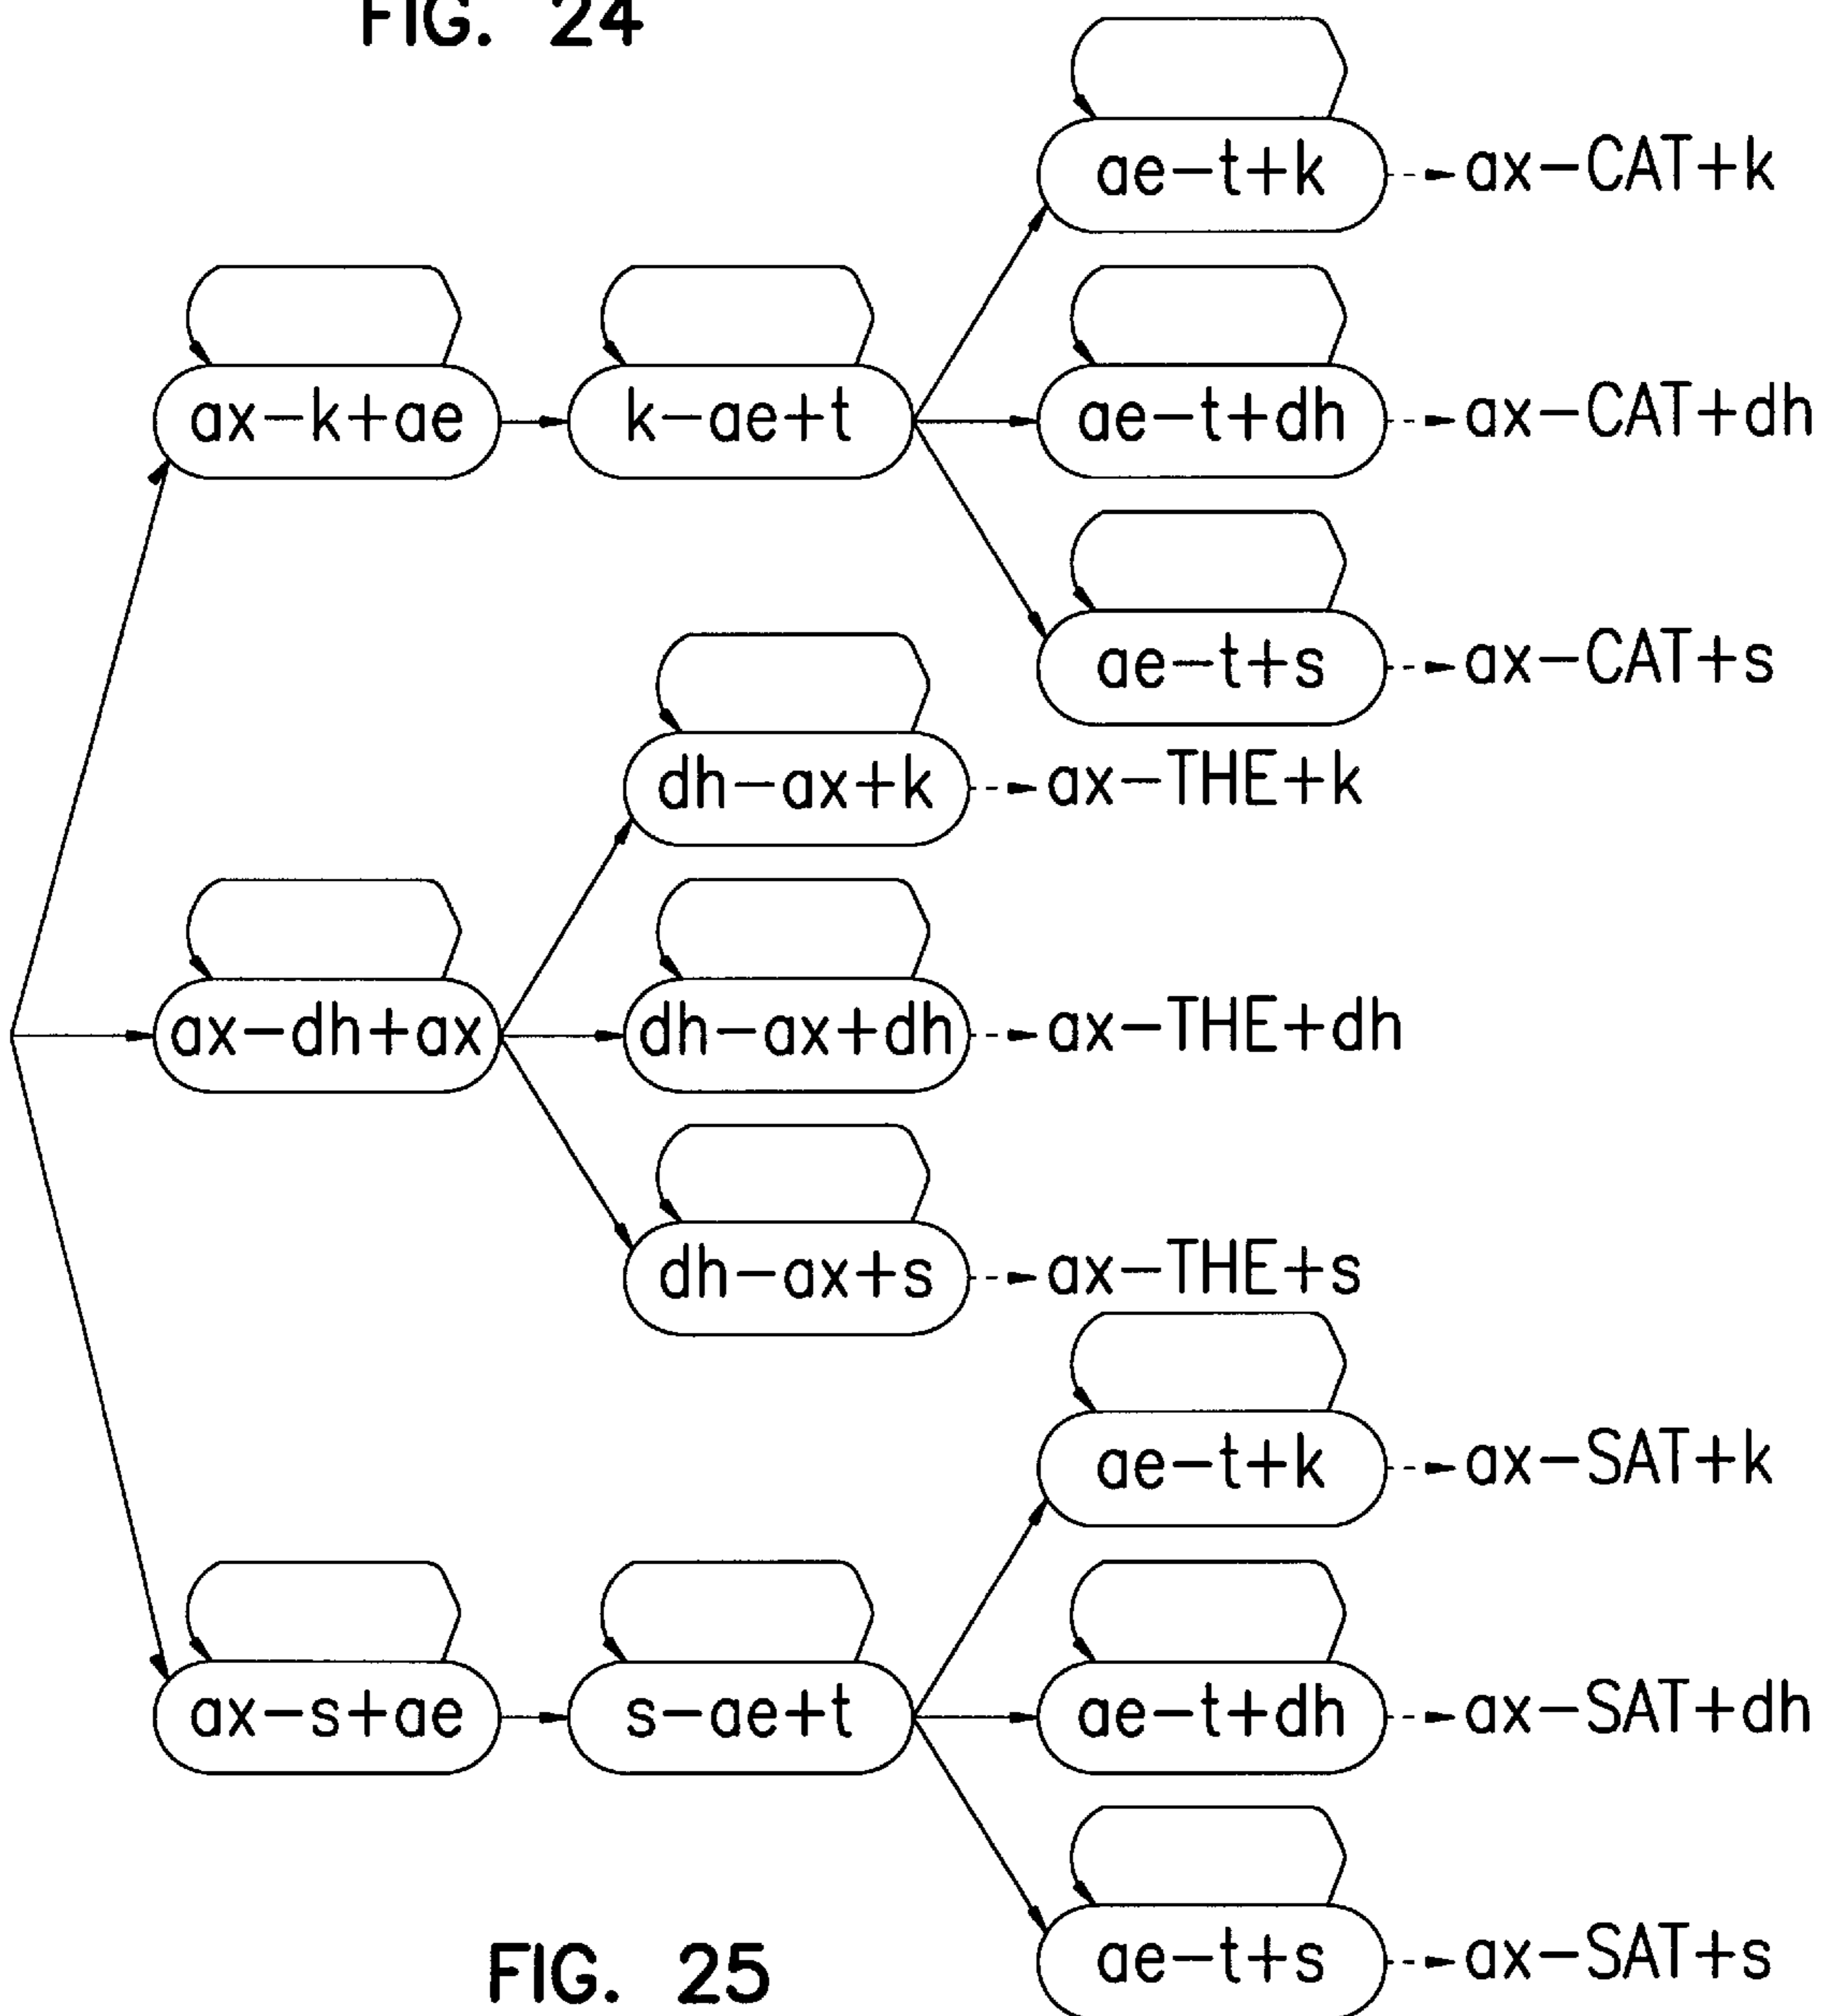 FIG. 24
ae-t+k ax-CAT+k
ax-k+ae k-ae+t ae-t+dh ax-CAT+dh
ae-t+s ax-CAT+s
dh-ax+k ax-THE+k
ax-dh+ax dh-ax+dh ax-THE+dh
dh-ax+s ax-THE+s
ae-t+k ax-SAT+k
ax-s+ae s-ae+t ae-t+dh ax-SAT+dh
ae-t+s ax-SAT+s
FIG. 25